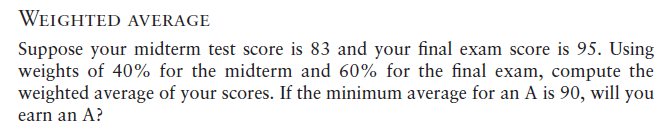 WEIGHTED AVERAGE
Suppose your midterm test score is 83 and your final exam score is 95. Using
weights of 40% for the midterm and 60% for the final exam, compute the
weighted average of your scores. If the minimum average for an A is 90, will you
earn an A?